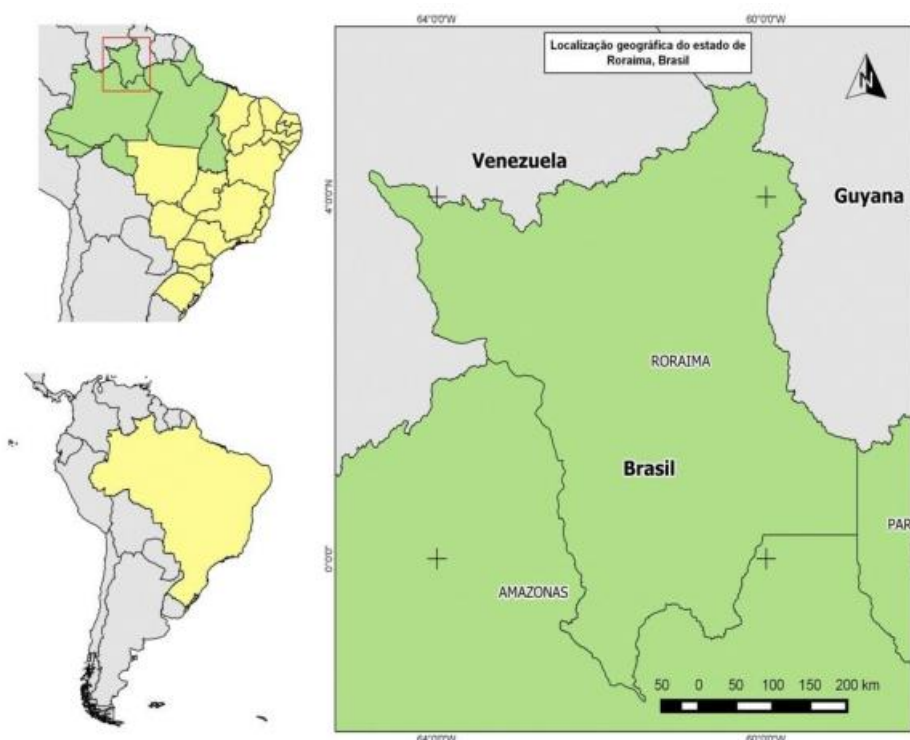 64°0'0"W
60°0'0"W
Localização geográfica do estado de
Roraima, Brasil
N
Venezuela
4°0'0"N
Guyana
RORAIMA
Brasil
PAR
0°0'0"
AMAZONAS
50 0 50 100 150 200 km
64°0'0"W
60°0'0"W